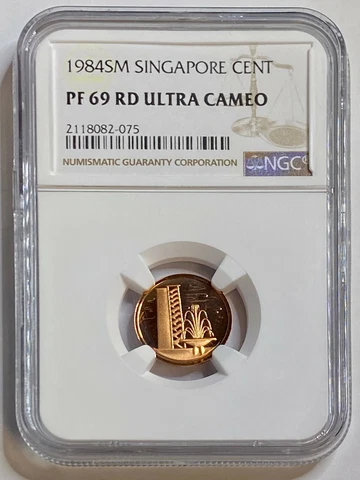 1984SM SINGAPORE CENT
PF 69 RD ULTRA CAMEO
2118082-075
NUMISMATIC GUARANTY CORPORATION
NGC